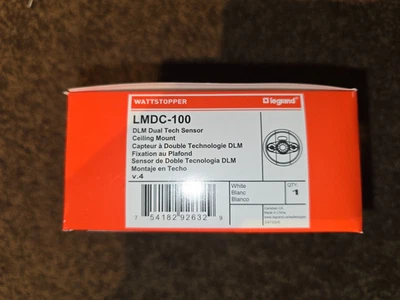 WATTSTOPPER
legrand
LMDC-100
DLM Dual Tech Sensor
Ceiling Mount
Capteur à Double Technologie DLM
Fixation au Plafond
Sensor de Doble Tecnología DLM
Montaje en Techo
v.4
White
Blanc
Blanco
QTY.
1
7 54182 92632 9